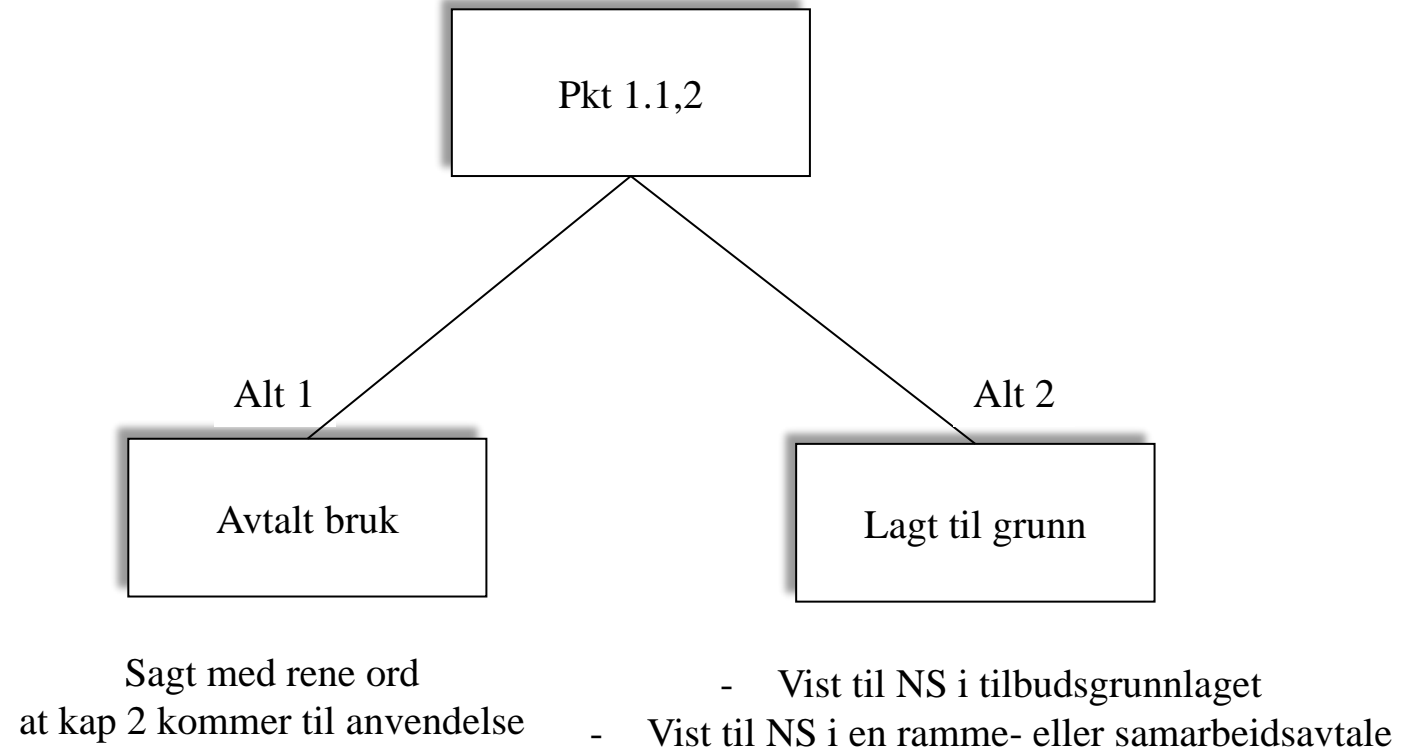 Pkt 1.1,2
Alt 1
Alt 2
Avtalt bruk
Lagt til grunn
Sagt med rene ord
at kap 2 kommer til anvendelse
- Vist til NS i tilbudsgrunnlaget
- Vist til NS i en ramme- eller samarbeidsavtale